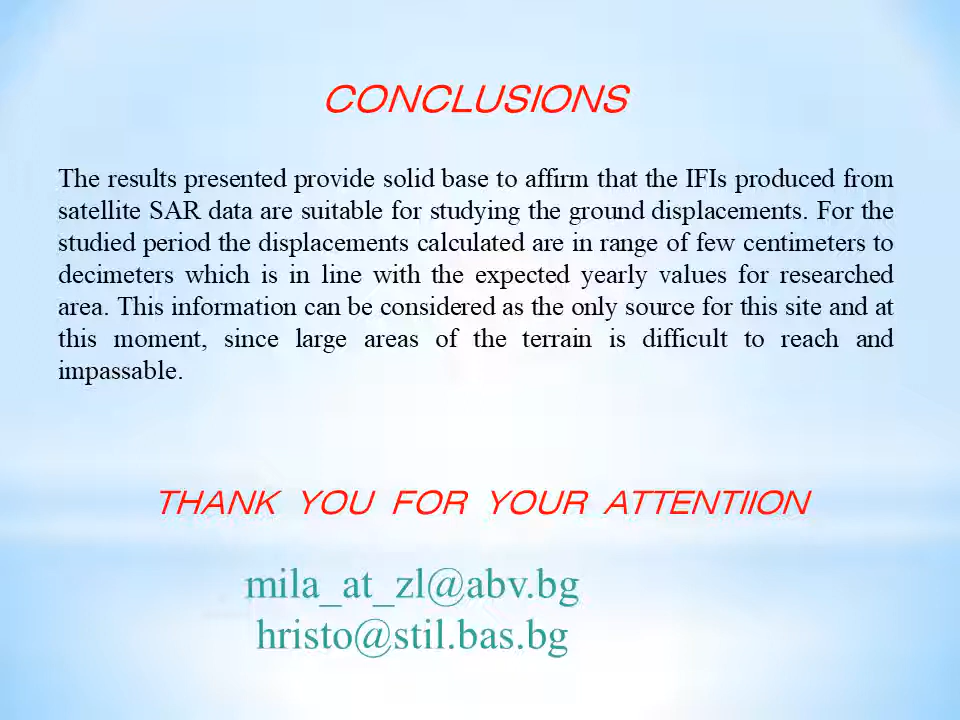 CONCLUSIONS
The results presented provide solid base to affirm that the IFIs produced from
satellite SAR data are suitable for studying the ground displacements. For the
studied period the displacements calculated are in range of few centimeters to
decimeters which is in line with the expected yearly values for researched
area. This information can be considered as the only source for this site and at
this moment, since large areas of the terrain is difficult to reach and
impassable.
THANK YOU FOR YOUR ATTENTIION
mila_at_zl@abv.bg
hristo@stil.bas.bg